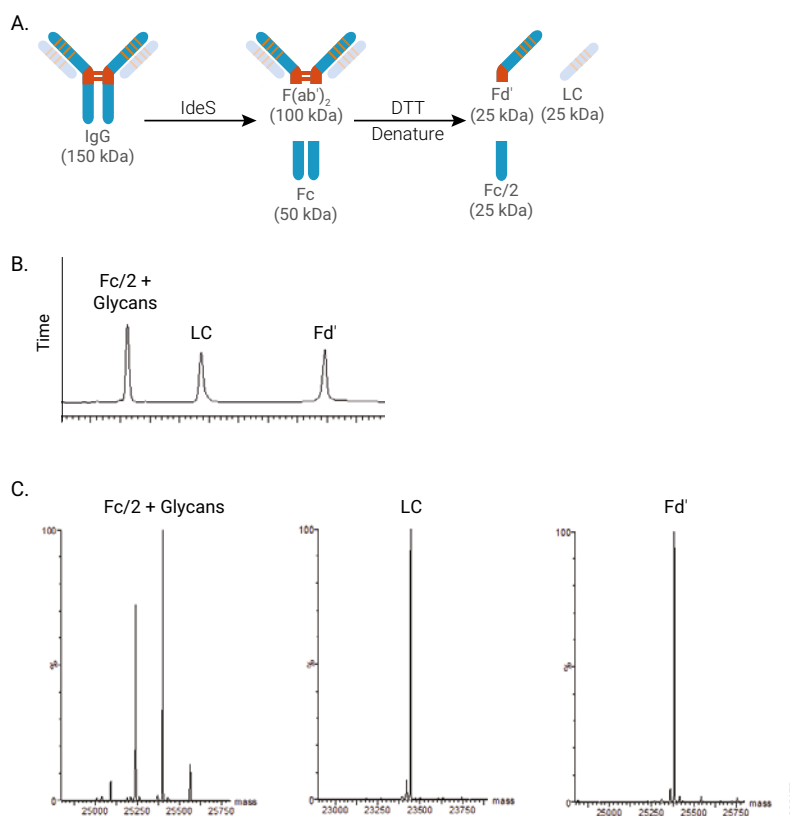 A.
IgG
(150 kDa)
IdeS
F(ab')2
(100 kDa)
Fc
(50 kDa)
DTT
Denature
Fd'
(25 kDa)
LC
(25 kDa)
Fc/2
(25 kDa)
B.
Time
Fc/2 +
Glycans
LC
Fd'
C.
Fc/2 + Glycans
100
%
0
25000 25250 25500 25750 mass
LC
100
%
0
23000 23250 23500 23750 mass
Fd'
100
%
0
25000 25250 25500 25750 mass